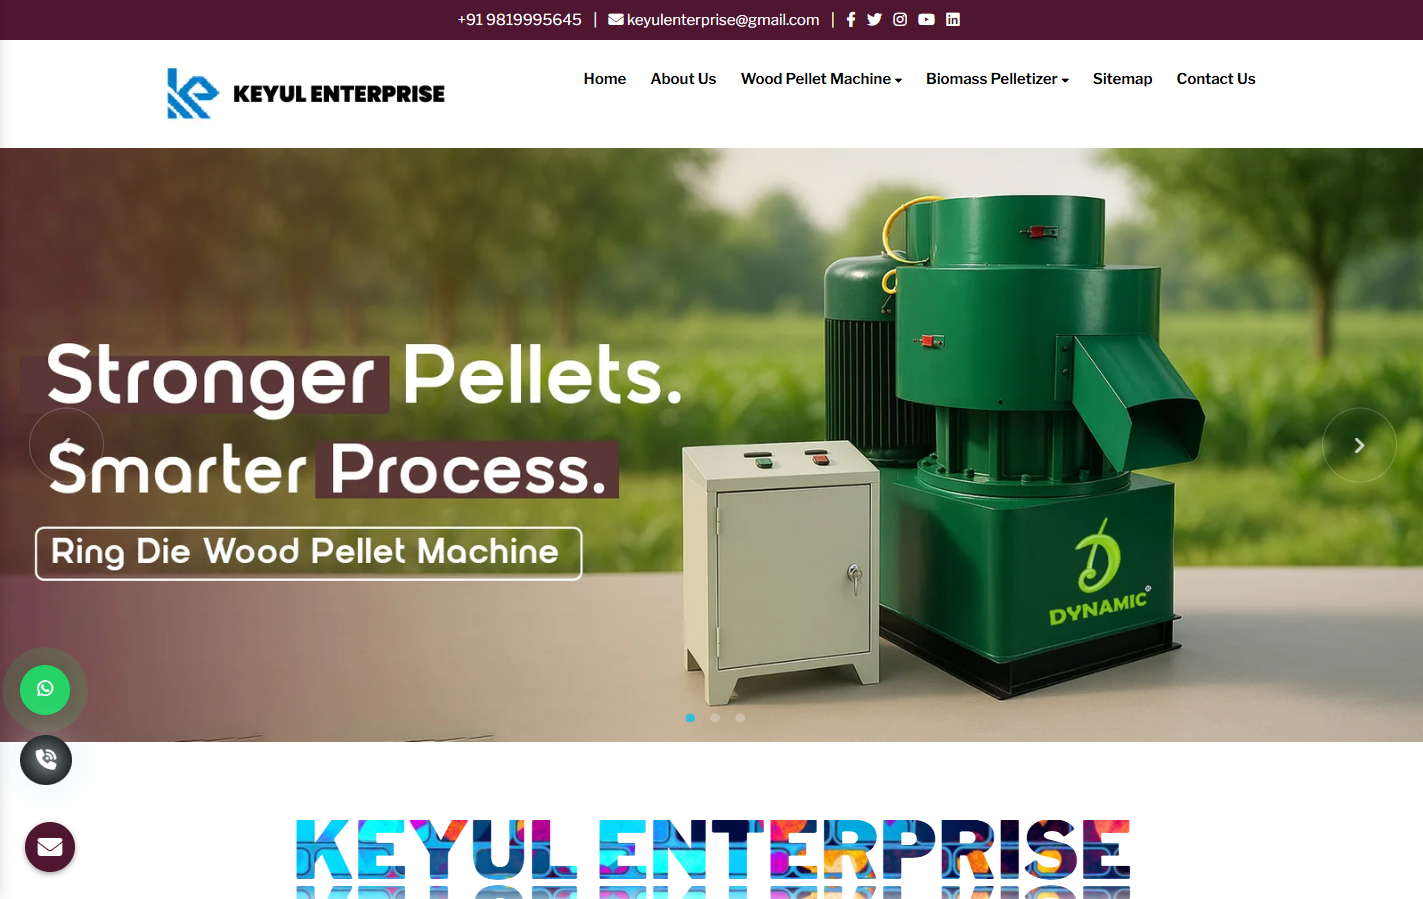 +91 9819995645 | keyulenterprise@gmail.com |
KEYUL ENTERPRISE
Home About Us Wood Pellet Machine Biomass Pelletizer Sitemap Contact Us
Stronger Pellets.
Smarter Process.
Ring Die Wood Pellet Machine
DYNAMIC®
KEYUL ENTERPRISE